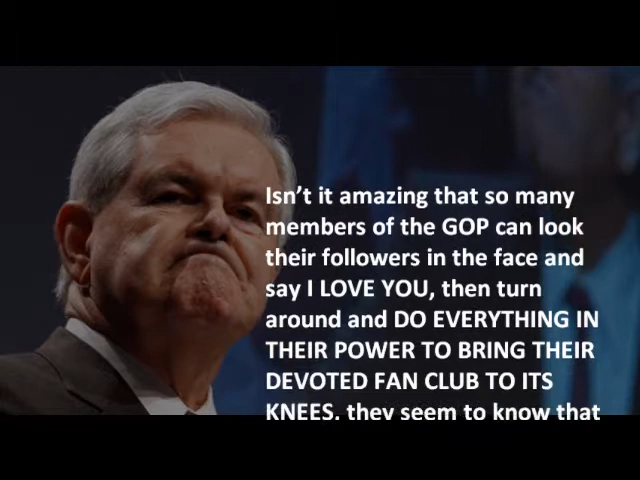 Isn't it amazing that so many
members of the GOP can look
their followers in the face and
say I LOVE YOU, then turn
around and DO EVERYTHING IN
THEIR POWER TO BRING THEIR
DEVOTED FAN CLUB TO ITS
KNEES, they seem to know that